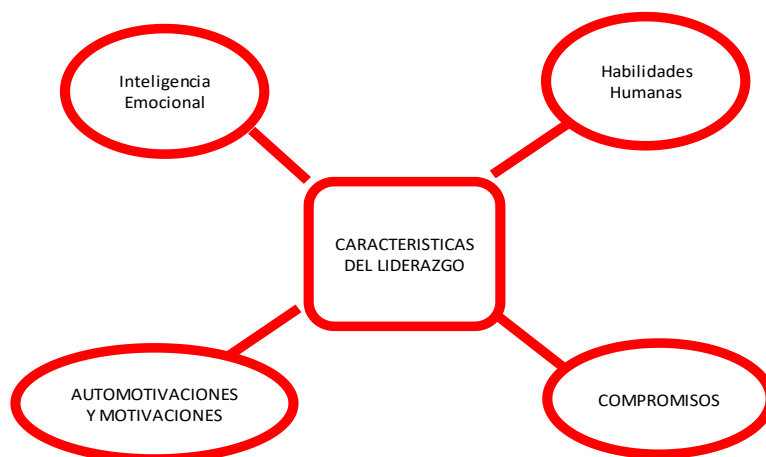 Inteligencia
Emocional
Habilidades
Humanas
CARACTERISTICAS
DEL LIDERAZGO
AUTOMOTIVACIONES
Y MOTIVACIONES
COMPROMISOS